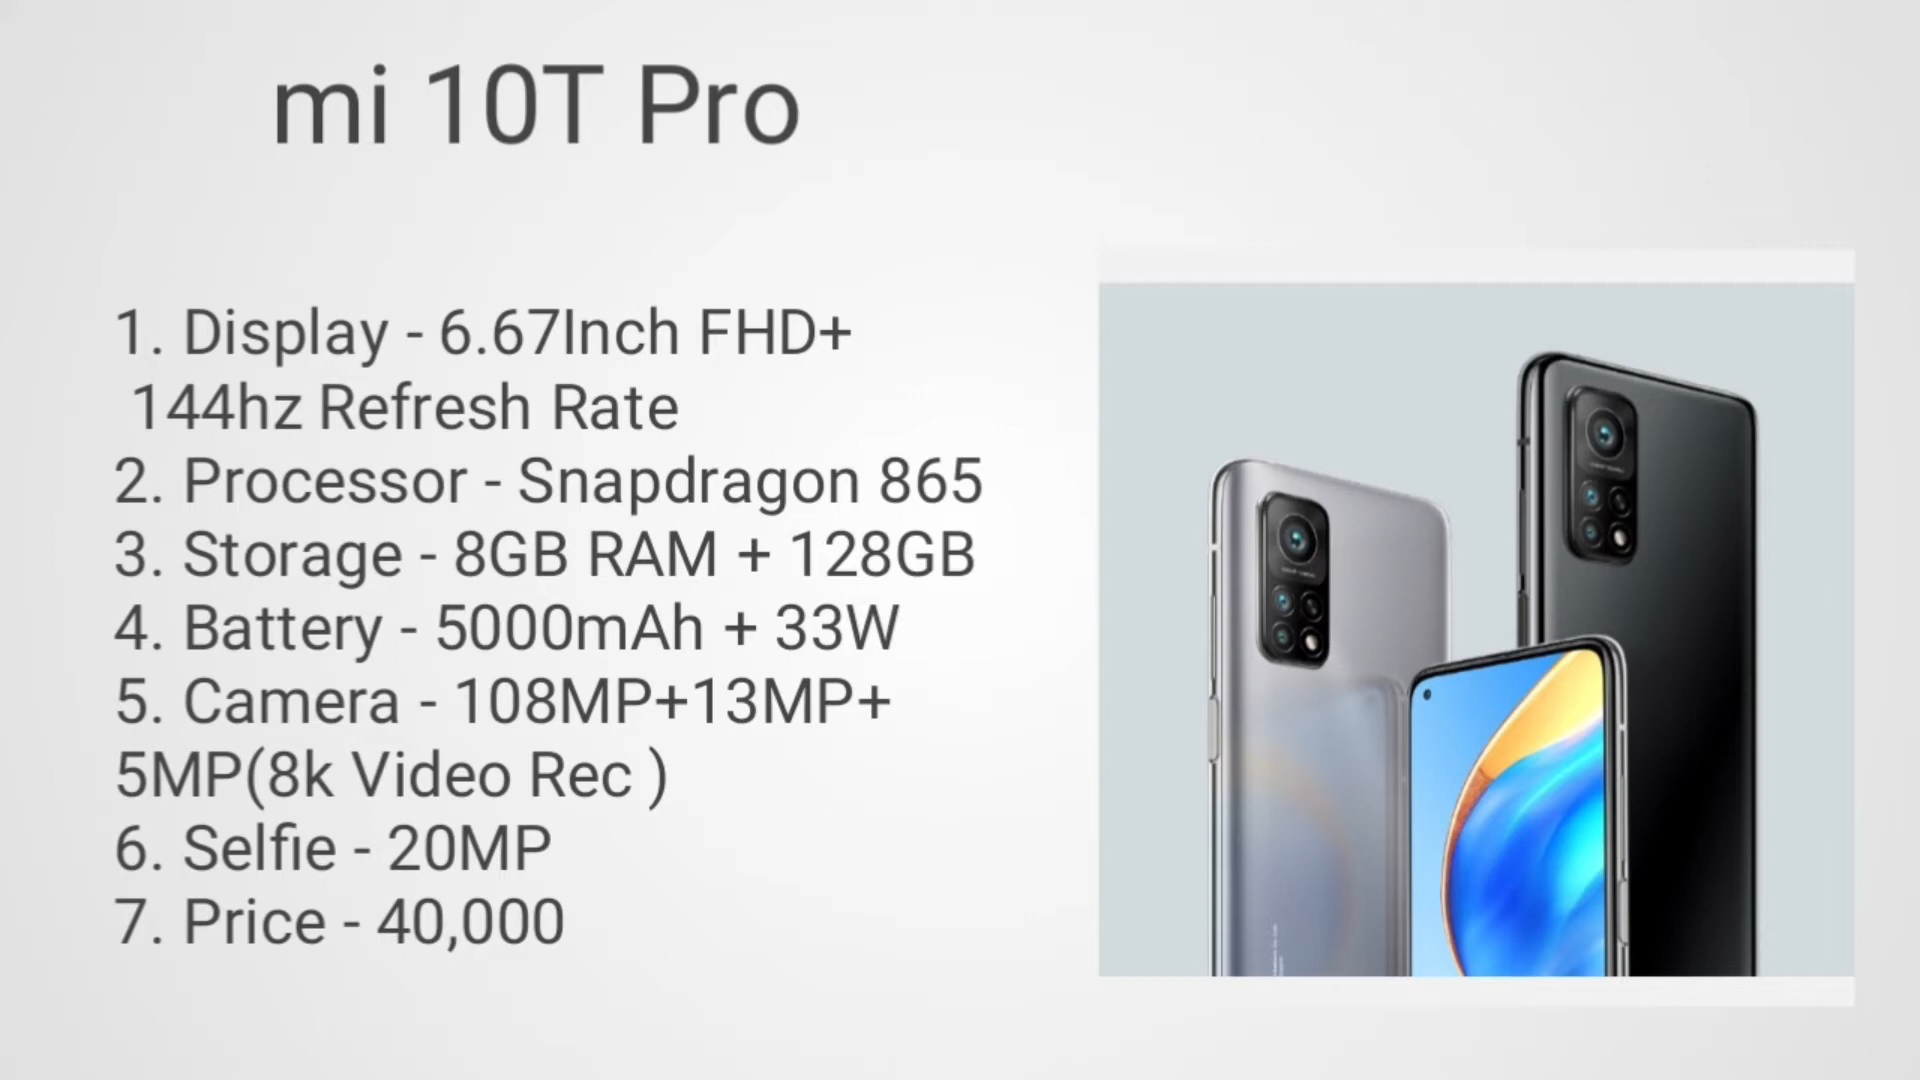 mi 10T Pro
1. Display - 6.67Inch FHD+
144hz Refresh Rate
2. Processor - Snapdragon 865
3. Storage - 8GB RAM + 128GB
4. Battery - 5000mAh + 33W
5. Camera - 108MP+13MP+
5MP(8k Video Rec )
6. Selfie - 20MP
7. Price - 40,000